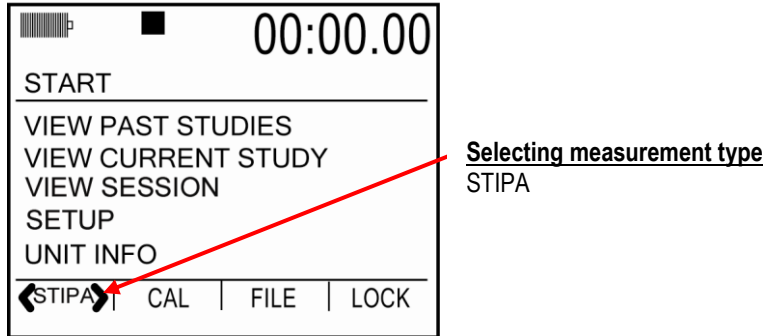 00:00.00
START
VIEW PAST STUDIES
VIEW CURRENT STUDY
VIEW SESSION
SETUP
UNIT INFO
STIPA CAL FILE LOCK
Selecting measurement type
STIPA